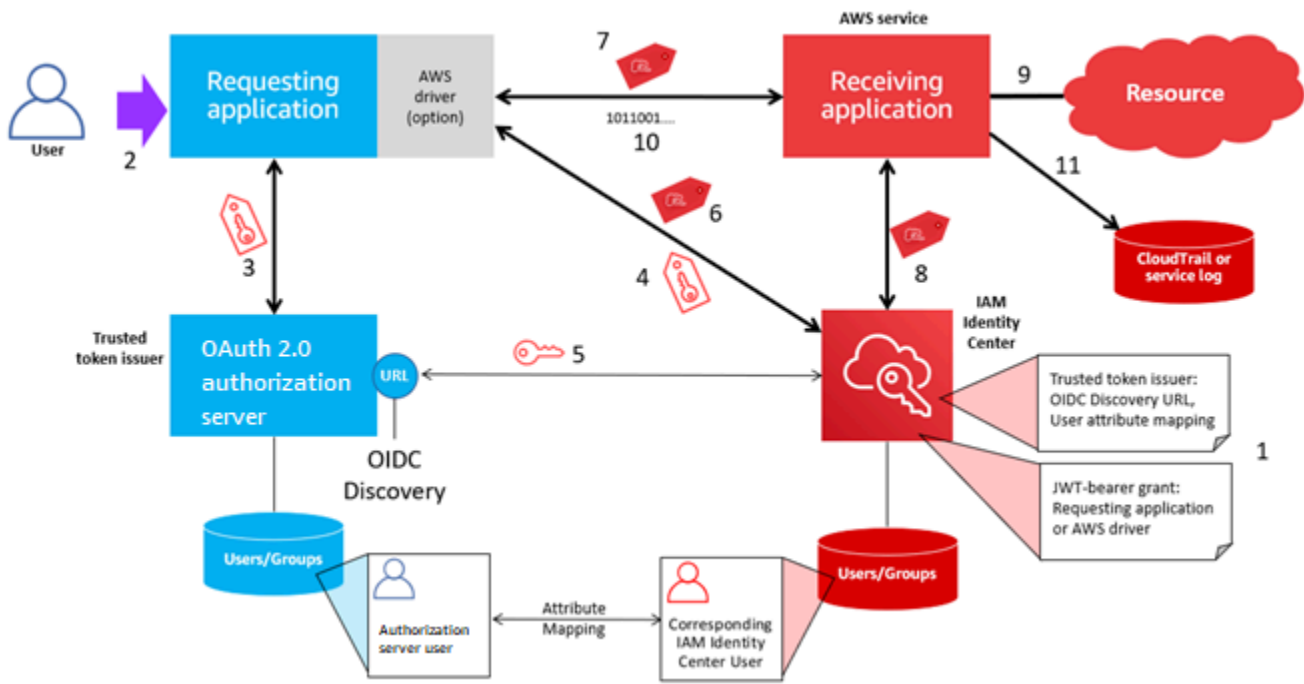 AWS service
7
9
Requesting
application
AWS
driver
(option)
Receiving
application
Resource
1011001....
User
2
10
11
6
3
4
8
CloudTrail or
service log
Trusted
token issuer
OAuth 2.0
authorization
server
URL
5
IAM
Identity
Center
OIDC
Discovery
Trusted token issuer:
OIDC Discovery URL,
User attribute mapping
1
JWT-bearer grant:
Requesting application
or AWS driver
Users/Groups
Users/Groups
Authorization
server user
Attribute
Mapping
Corresponding
IAM Identity
Center User